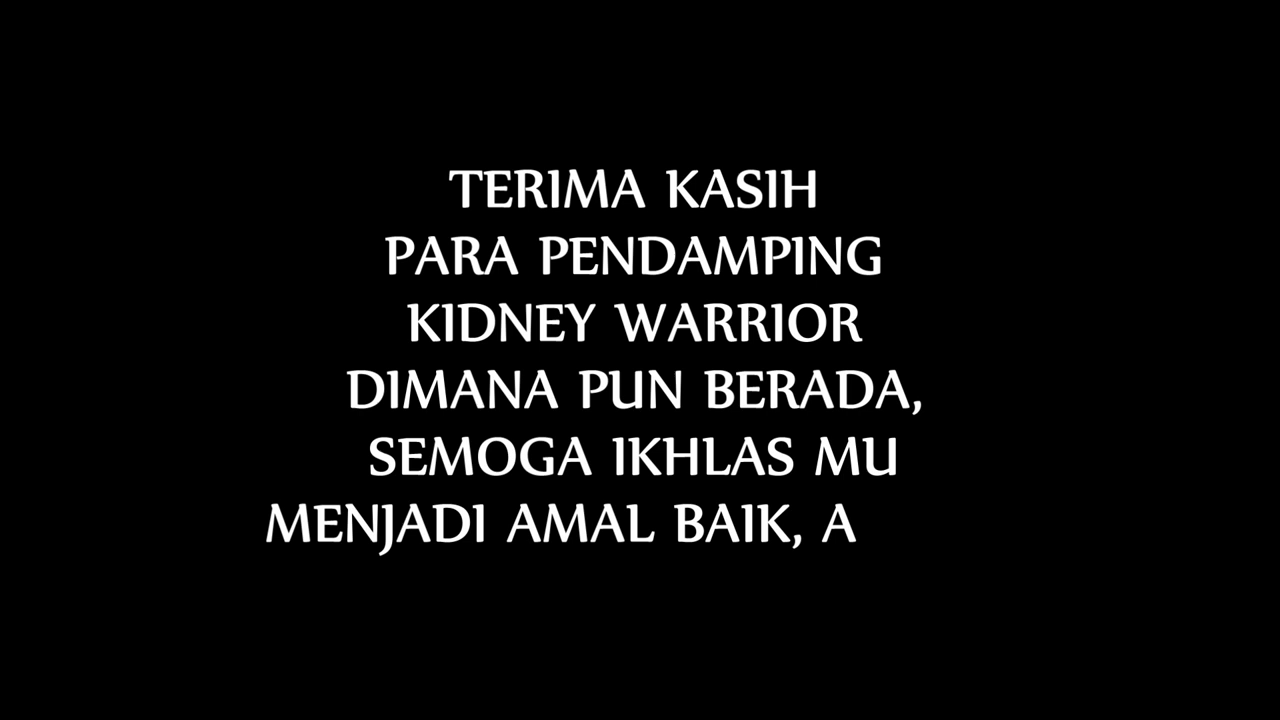 TERIMA KASIH
PARA PENDAMPING
KIDNEY WARRIOR
DIMANA PUN BERADA,
SEMOGA IKHLAS MU
MENJADI AMAL BAIK, A